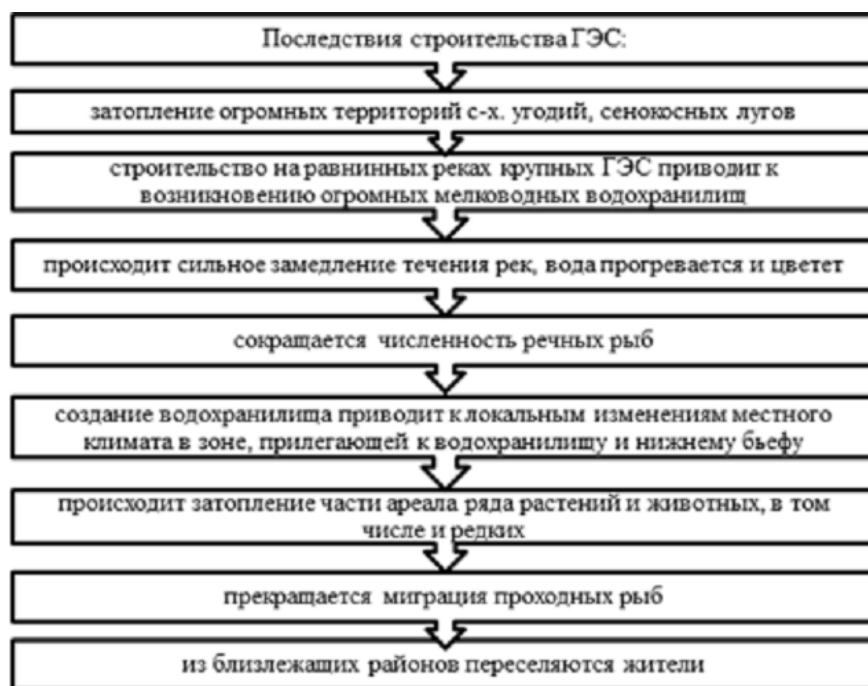 Последствия строительства ГЭС:
затопление огромных территорий с-х. угодий, сенокосных лугов
строительство на равнинных реках крупных ГЭС приводит к
возникновению огромных мелководных водохранилищ
происходит сильное замедление течения рек, вода прогревается и цветет
сокращается численность речных рыб
создание водохранилища приводит к локальным изменениям местного
климата в зоне, прилегающей к водохранилищу и нижнему бьефу
происходит затопление части ареала ряда растений и животных, в том
числе и редких
прекращается миграция проходных рыб
из близлежащих районов переселяются жители